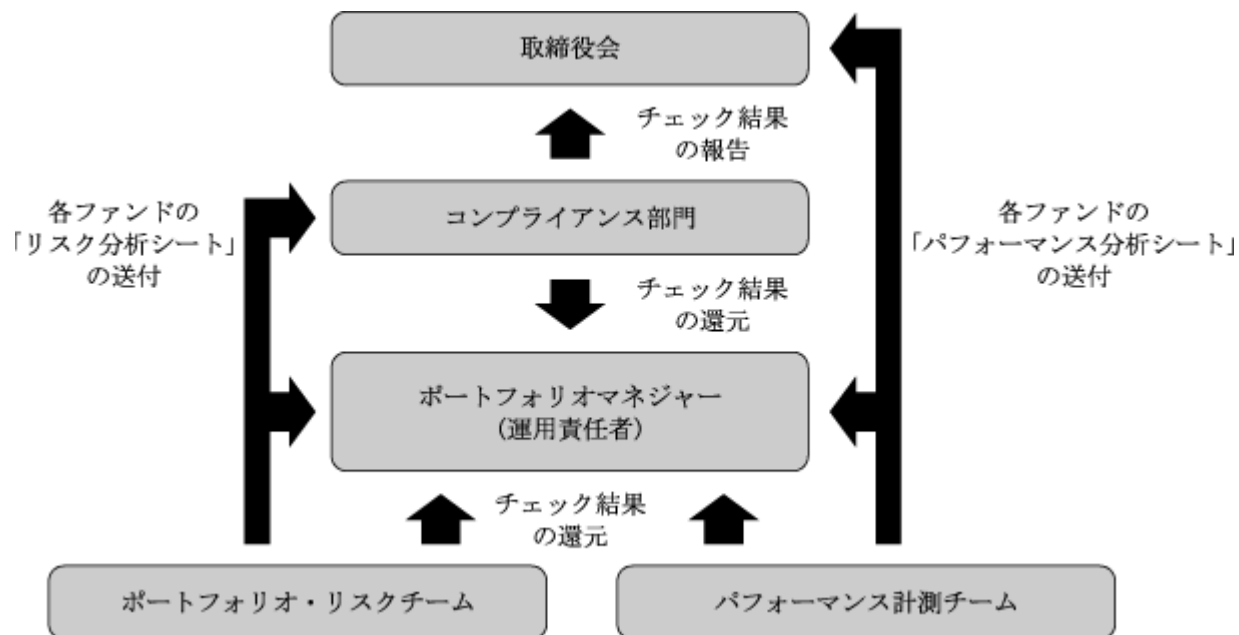 取締役会
チェック結果
の報告
各ファンドの
「リスク分析シート」
の送付
コンプライアンス部門
各ファンドの
「パフォーマンス分析シート」
の送付
チェック結果
の還元
ポートフォリオマネジャー
(運用責任者)
チェック結果
の還元
ポートフォリオ・リスクチーム
パフォーマンス計測チーム